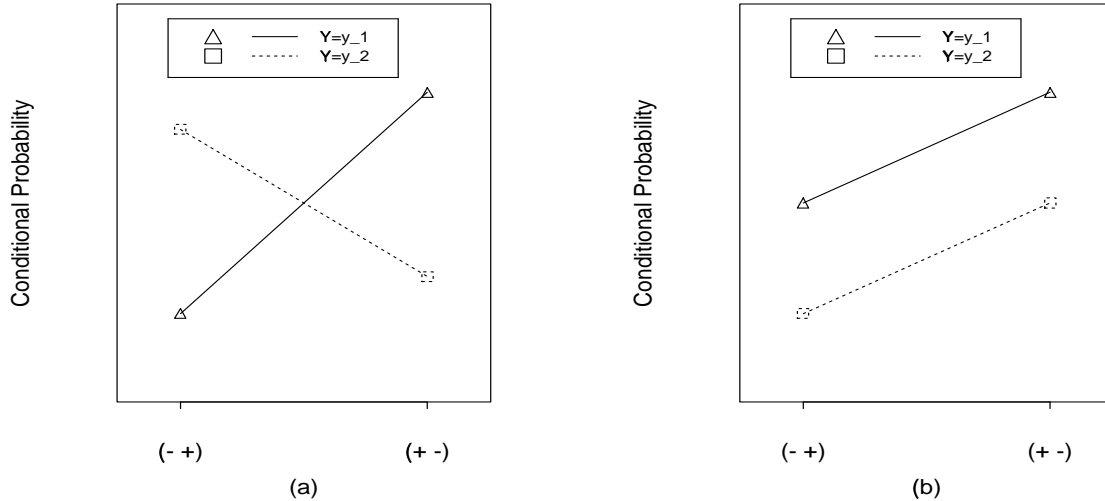 Y=y_1
Y=y_2
Conditional Probability
(- +)
(+ -)
(a)
Y=y_1
Y=y_2
Conditional Probability
(- +)
(+ -)
(b)